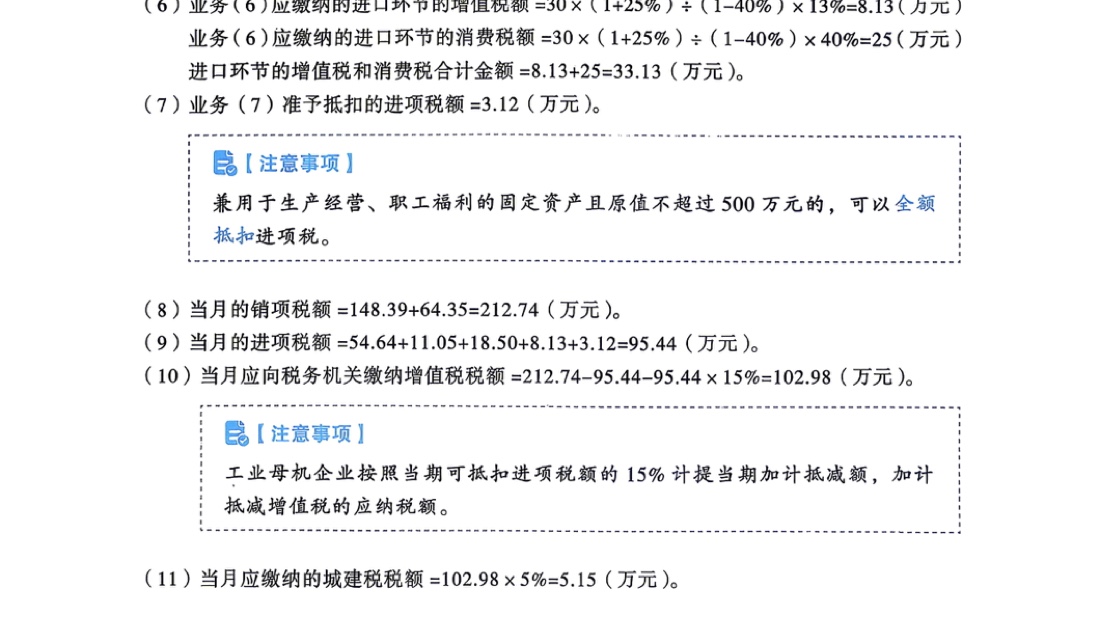 （6）业务（6）应缴纳的进口环节的增值税额 =30×（1+25%）÷（1-40%）×13%=8.13（万元）
业务（6）应缴纳的进口环节的消费税额 =30×（1+25%）÷（1-40%）×40%=25（万元）
进口环节的增值税和消费税合计金额 =8.13+25=33.13（万元）。
（7）业务（7）准予抵扣的进项税额 =3.12（万元）。
【注意事项】
兼用于生产经营、职工福利的固定资产且原值不超过 500 万元的，可以全额
抵扣进项税。
（8）当月的销项税额 =148.39+64.35=212.74（万元）。
（9）当月的进项税额 =54.64+11.05+18.50+8.13+3.12=95.44（万元）。
（10）当月应向税务机关缴纳增值税税额 =212.74-95.44-95.44×15%=102.98（万元）。
【注意事项】
工业母机企业按照当期可抵扣进项税额的 15% 计提当期加计抵减额，加计
抵减增值税的应纳税额。
（11）当月应缴纳的城建税税额 =102.98×5%=5.15（万元）。